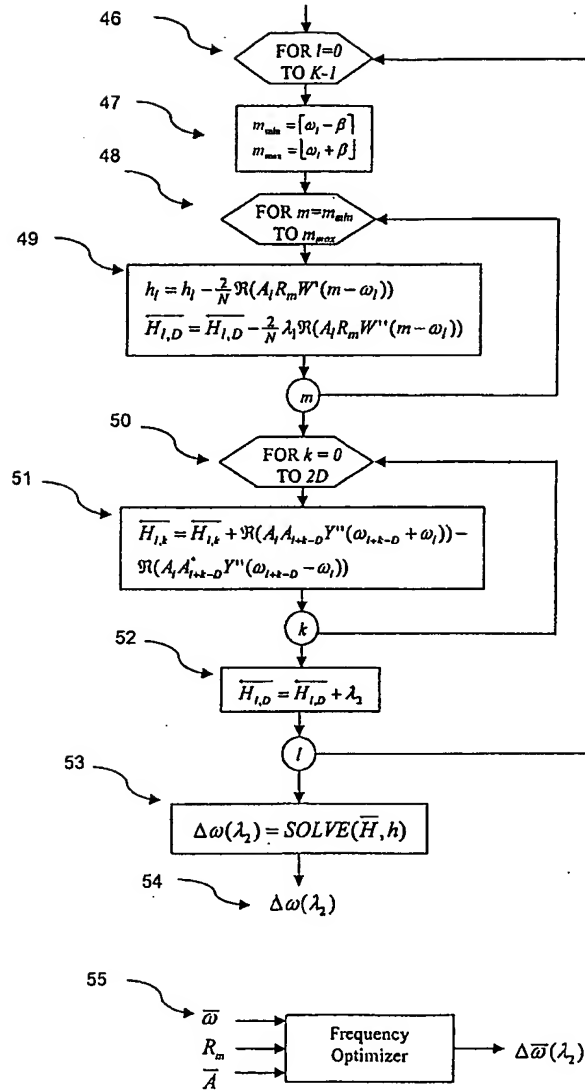 46
FOR l=0
TO K-1
47
m_min = ⌈ω_l − β⌉
m_max = ⌊ω_l + β⌋
48
FOR m=m_min
TO m_max
49
h_l = h_l − 2/N ℜ(A_l R_m W'(m − ω_l))
H_{l,D} = H_{l,D} − 2/N λ_1 ℜ(A_l R_m W''(m − ω_l))
m
50
FOR k = 0
TO 2D
51
H_{l,k} = H_{l,k} + ℜ(A_l A_{l+k−D} Y''(ω_{l+k−D} + ω_l)) −
ℜ(A_l A*_{l+k−D} Y''(ω_{l+k−D} − ω_l))
k
52
H_{l,D} = H_{l,D} + λ_2
l
53
Δω(λ_2) = SOLVE(H̅, h)
54
Δω(λ_2)
55
ω̅
R_m
A̅
Frequency
Optimizer
Δω̅(λ_2)